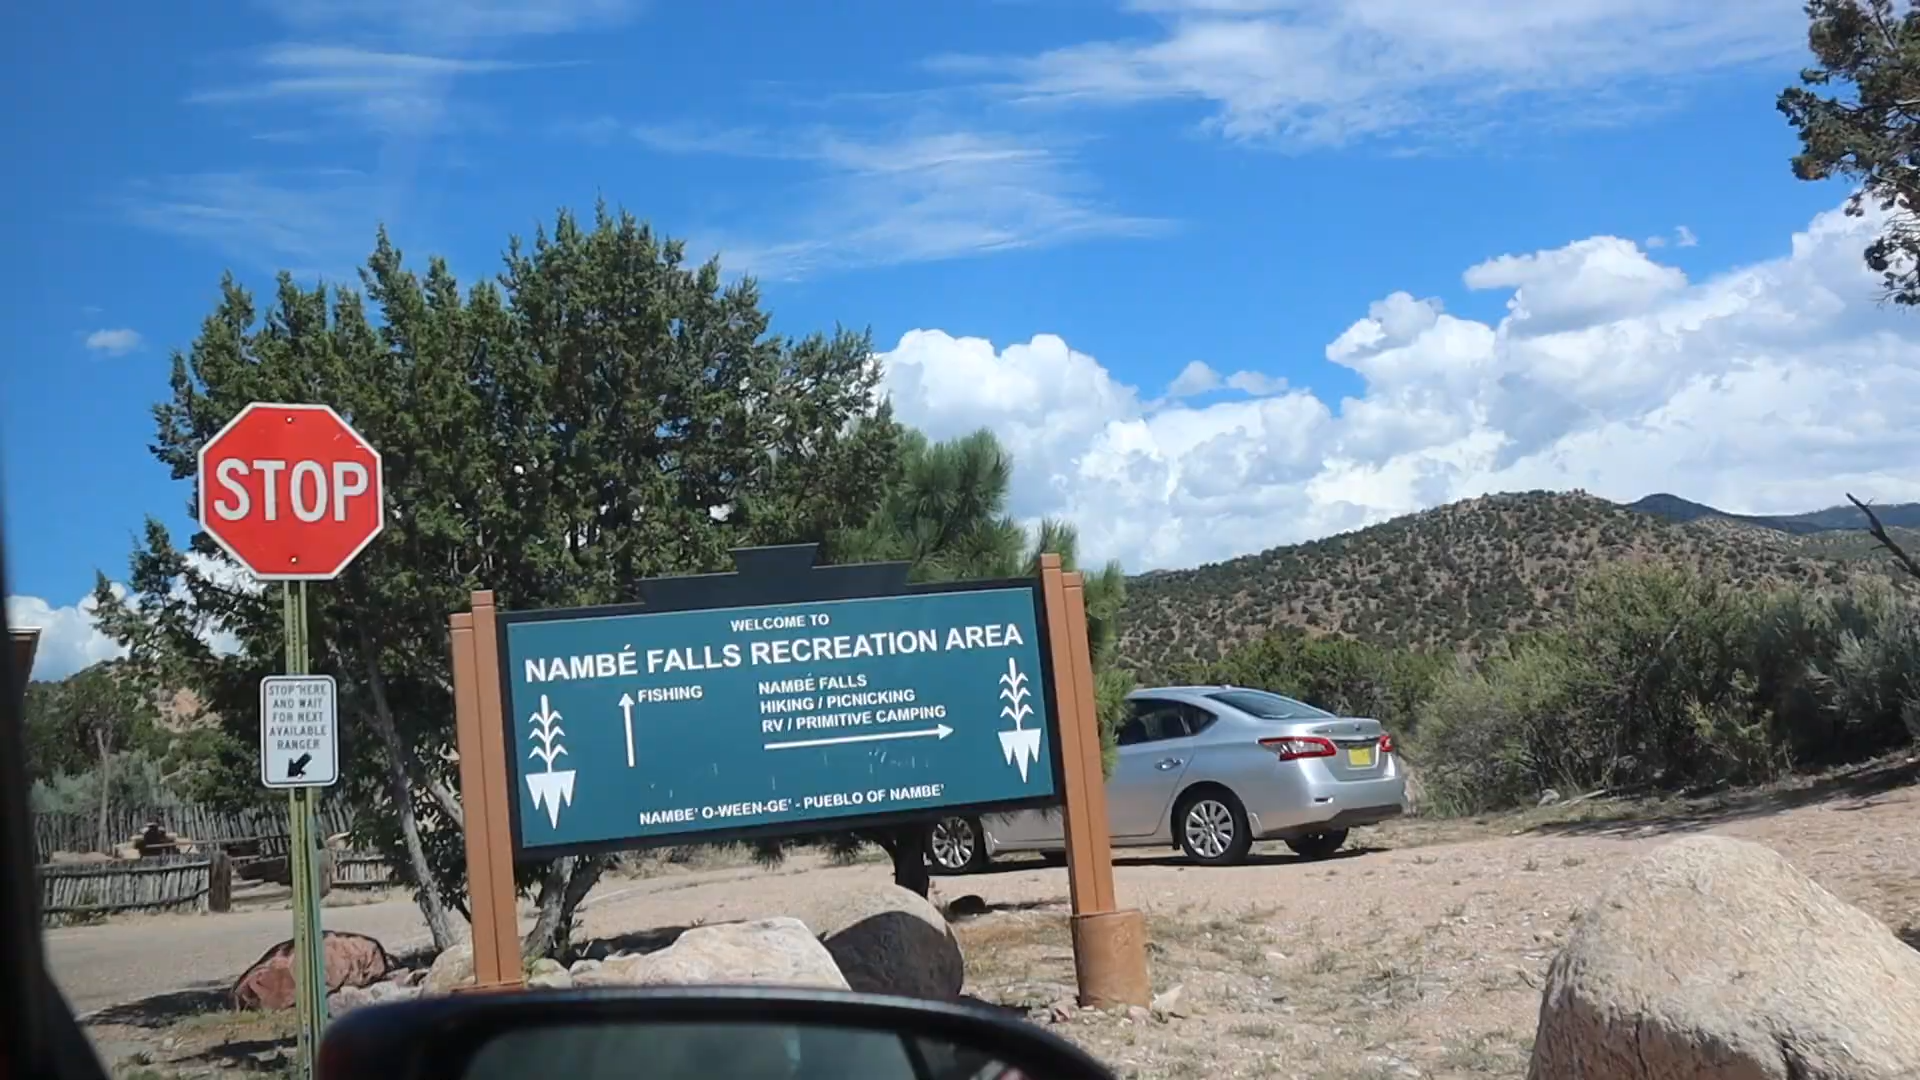 STOP
STOP HERE
AND WAIT
FOR NEXT
AVAILABLE
RANGER
WELCOME TO
NAMBÉ FALLS RECREATION AREA
FISHING
NAMBÉ FALLS
HIKING / PICNICKING
RV / PRIMITIVE CAMPING
NAMBE' O-WEEN-GE' - PUEBLO OF NAMBE'